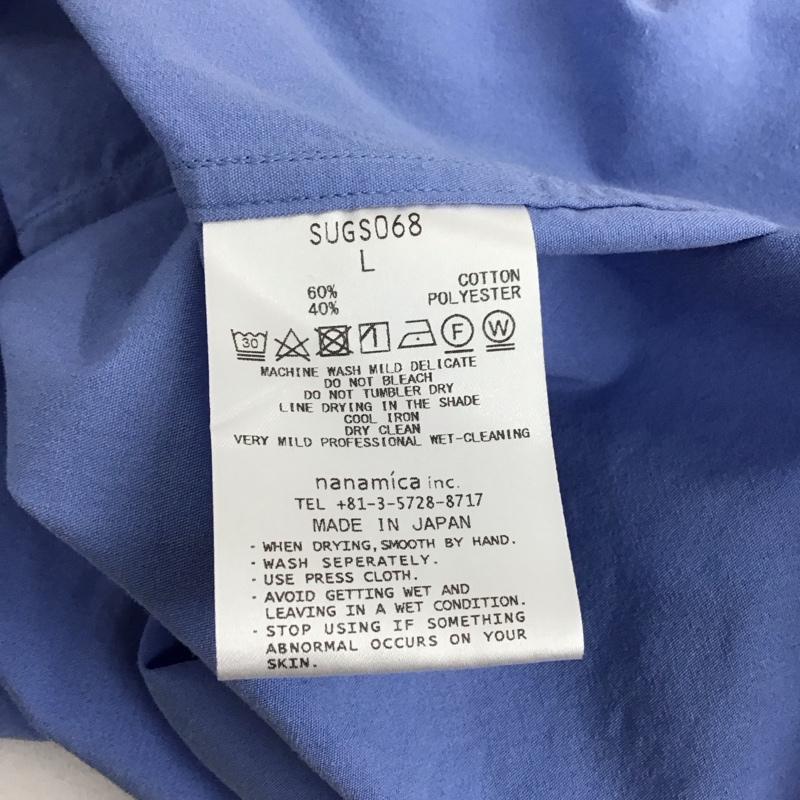 SUGS068
L
60% COTTON
40% POLYESTER
30 F W
MACHINE WASH MILD DELICATE
DO NOT BLEACH
DO NOT TUMBLER DRY
LINE DRYING IN THE SHADE
COOL IRON
DRY CLEAN
VERY MILD PROFESSIONAL WET-CLEANING
nanamíca inc.
TEL +81-3-5728-8717
MADE IN JAPAN
・WHEN DRYING,SMOOTH BY HAND.
・WASH SEPERATELY.
・USE PRESS CLOTH.
・AVOID GETTING WET AND
LEAVING IN A WET CONDITION.
・STOP USING IF SOMETHING
ABNORMAL OCCURS ON YOUR
SKIN.